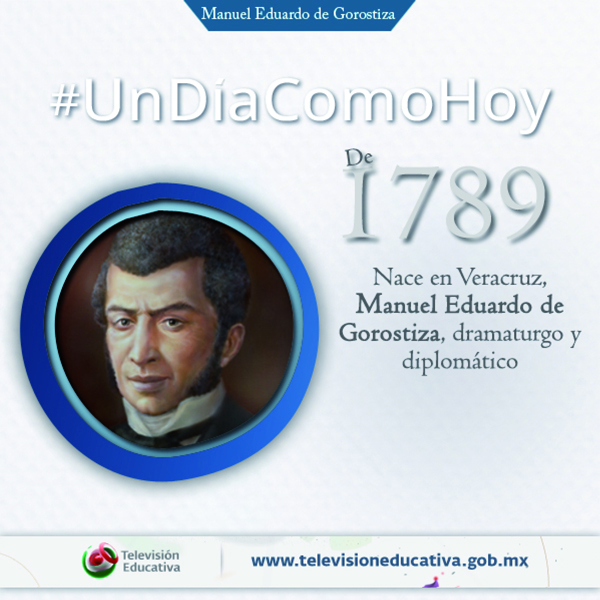 Manuel Eduardo de Gorostiza
#UnDíaComoHoy
De
1789
Nace en Veracruz,
Manuel Eduardo de
Gorostiza, dramaturgo y
diplomático
Televisión
Educativa
www.televisioneducativa.gob.mx